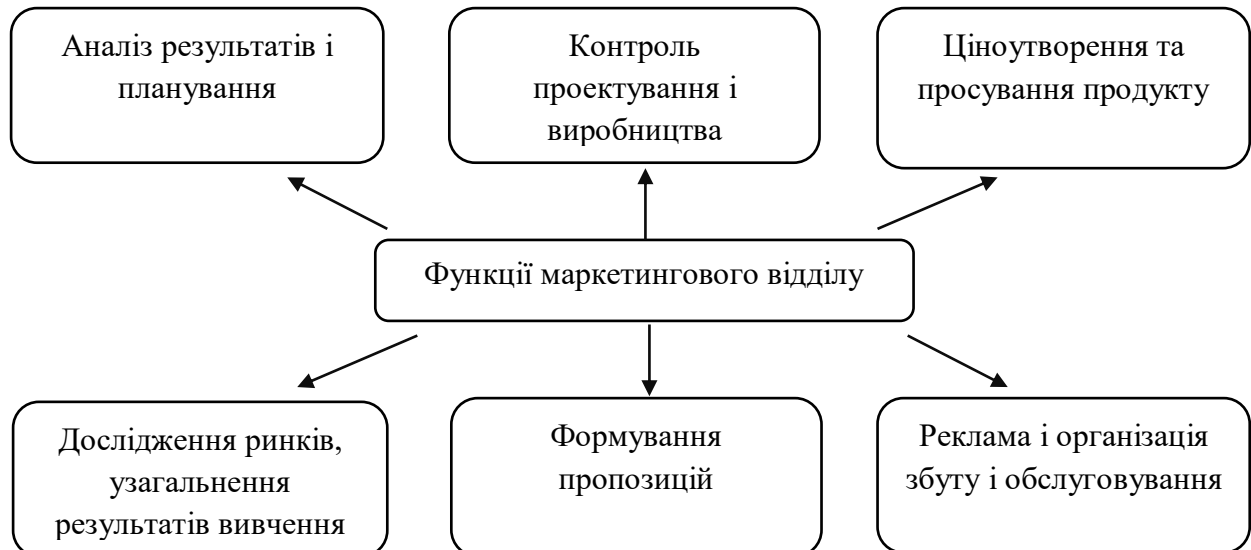 Аналіз результатів і
планування
Контроль
проектування і
виробництва
Ціноутворення та
просування продукту
Функції маркетингового відділу
Дослідження ринків,
узагальнення
результатів вивчення
Формування
пропозицій
Реклама і організація
збуту і обслуговування